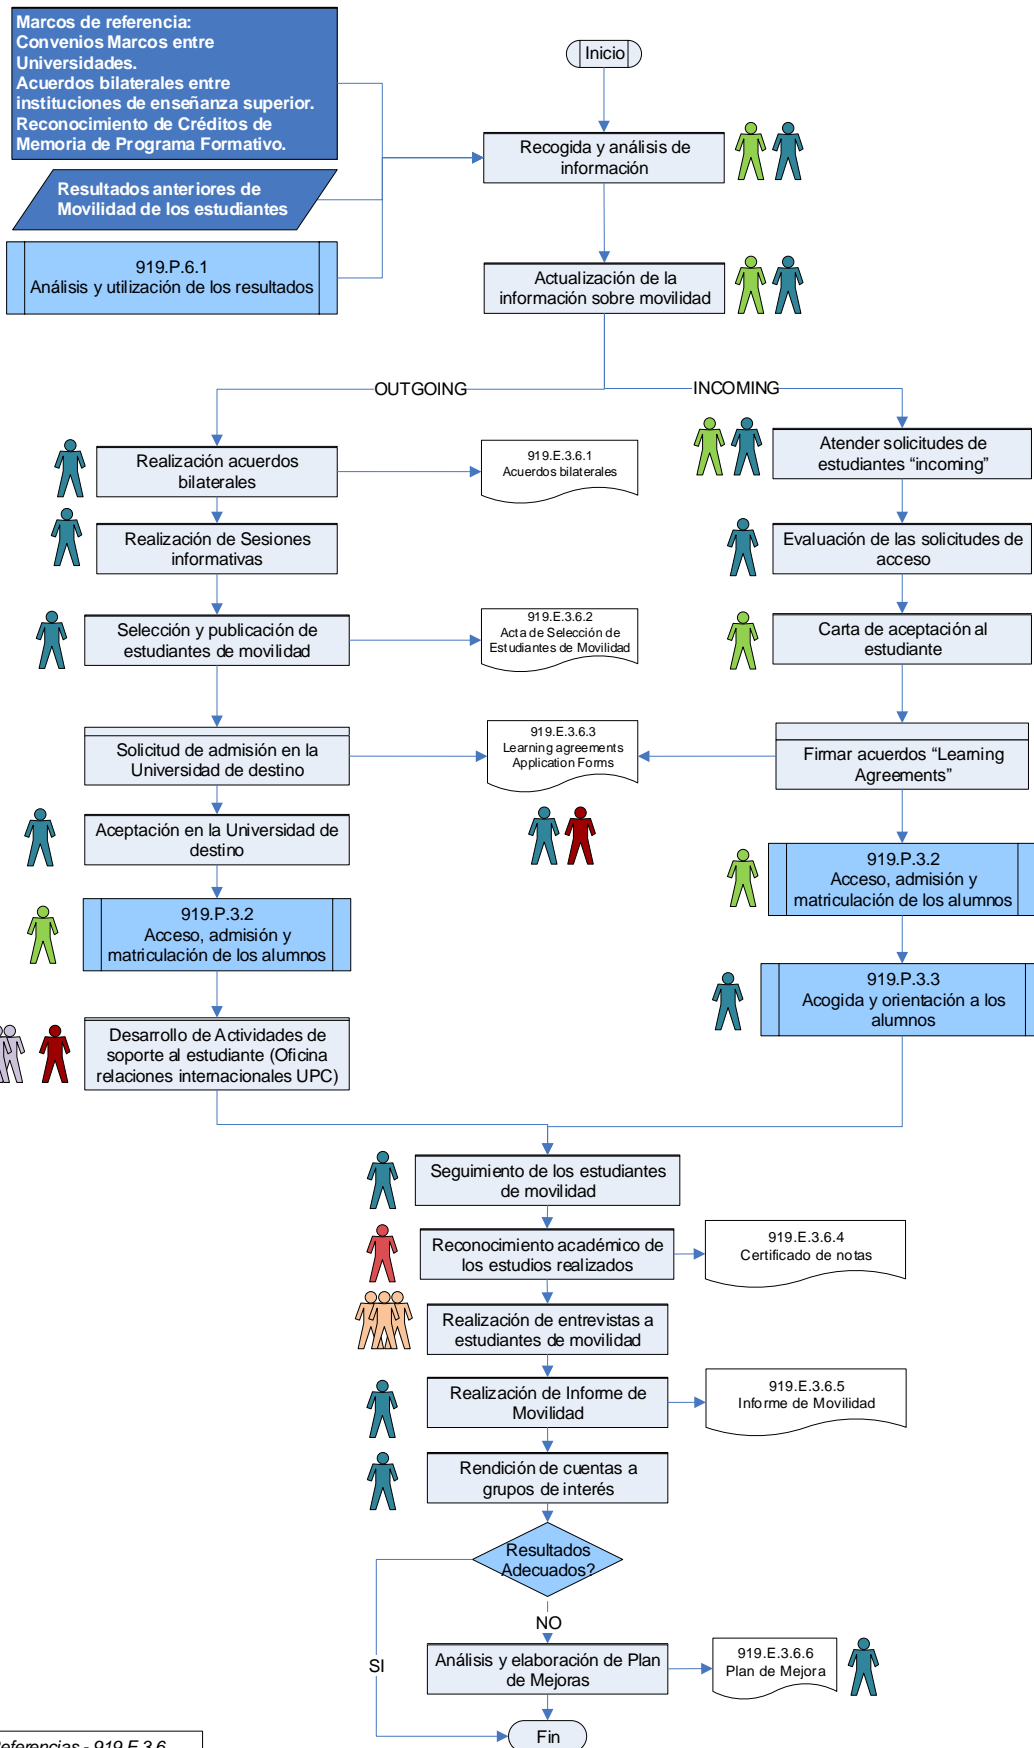 Marcos de referencia:
Convenios Marcos entre
Universidades.
Acuerdos bilaterales entre
instituciones de enseñanza superior.
Reconocimiento de Créditos de
Memoria de Programa Formativo.
Inicio
Recogida y análisis de
información
Resultados anteriores de
Movilidad de los estudiantes
919.P.6.1
Análisis y utilización de los resultados
Actualización de la
información sobre movilidad
OUTGOING
INCOMING
Realización acuerdos
bilaterales
919.E.3.6.1
Acuerdos bilaterales
Atender solicitudes de
estudiantes “incoming”
Realización de Sesiones
informativas
Evaluación de las solicitudes de
acceso
Selección y publicación de
estudiantes de movilidad
919.E.3.6.2
Acta de Selección de
Estudiantes de Movilidad
Carta de aceptación al
estudiante
Solicitud de admisión en la
Universidad de destino
919.E.3.6.3
Learning agreements
Application Forms
Firmar acuerdos “Learning
Agreements”
Aceptación en la Universidad de
destino
919.P.3.2
Acceso, admisión y
matriculación de los alumnos
919.P.3.2
Acceso, admisión y
matriculación de los alumnos
919.P.3.3
Acogida y orientación a los
alumnos
Desarrollo de Actividades de
soporte al estudiante (Oficina
relaciones internacionales UPC)
Seguimiento de los estudiantes
de movilidad
Reconocimiento académico de
los estudios realizados
919.E.3.6.4
Certificado de notas
Realización de entrevistas a
estudiantes de movilidad
Realización de Informe de
Movilidad
919.E.3.6.5
Informe de Movilidad
Rendición de cuentas a
grupos de interés
Resultados
Adecuados?
NO
SI
Análisis y elaboración de Plan
de Mejoras
919.E.3.6.6
Plan de Mejora
Fin
eferencias - 919.E.3.6